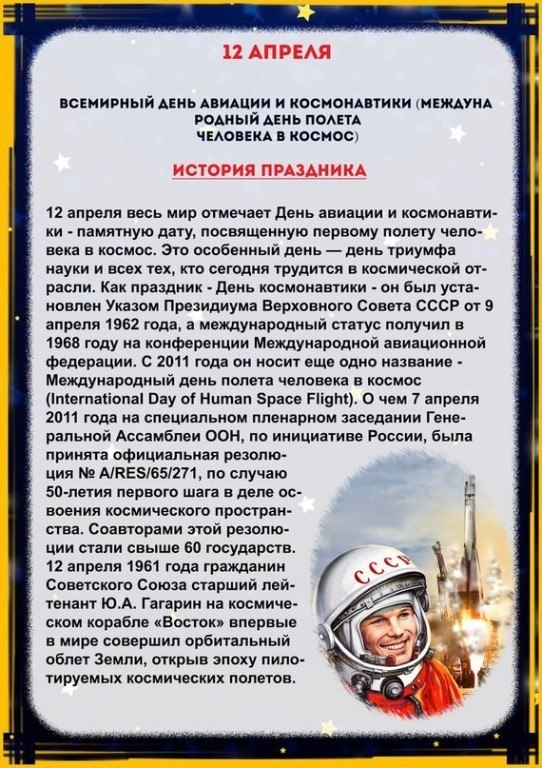 12 АПРЕЛЯ
ВСЕМИРНЫЙ ДЕНЬ АВИАЦИИ И КОСМОНАВТИКИ (МЕЖДУНА
РОДНЫЙ ДЕНЬ ПОЛЕТА
ЧЕЛОВЕКА В КОСМОС)
ИСТОРИЯ ПРАЗДНИКА
12 апреля весь мир отмечает День авиации и космонавти-
ки - памятную дату, посвященную первому полету чело-
века в космос. Это особенный день — день триумфа
науки и всех тех, кто сегодня трудится в космической от-
расли. Как праздник - День космонавтики - он был уста-
новлен Указом Президиума Верховного Совета СССР от 9
апреля 1962 года, а международный статус получил в
1968 году на конференции Международной авиационной
федерации. С 2011 года он носит еще одно название -
Международный день полета человека в космос
(International Day of Human Space Flight). О чем 7 апреля
2011 года на специальном пленарном заседании Гене-
ральной Ассамблеи ООН, по инициативе России, была
принята официальная резолю-
ция № A/RES/65/271, по случаю
50-летия первого шага в деле ос-
воения космического простран-
ства. Соавторами этой резолю-
ции стали свыше 60 государств.
12 апреля 1961 года гражданин
Советского Союза старший лей-
тенант Ю.А. Гагарин на космиче-
ском корабле «Восток» впервые
в мире совершил орбитальный
облет Земли, открыв эпоху пило-
тируемых космических полетов.
СССР